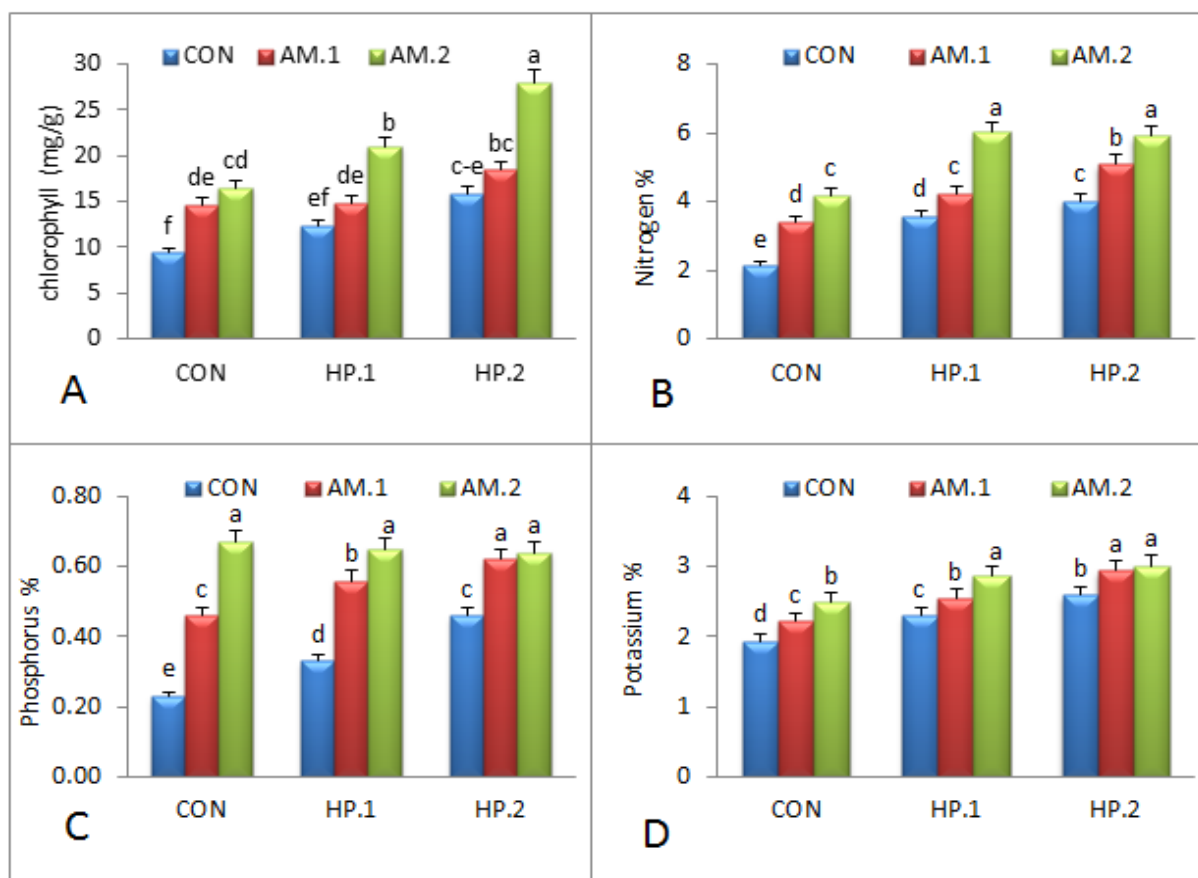 CON AM.1 AM.2
chlorophyll (mg/g)
30
25
20
15
10
5
0
f de cd
ef de b
c-e bc a
CON HP.1 HP.2
A
CON AM.1 AM.2
Nitrogen %
8
6
4
2
0
e d c
d c a
c b a
CON HP.1 HP.2
B
CON AM.1 AM.2
Phosphorus %
0.80
0.60
0.40
0.20
0.00
e c a
d b a
c a a
CON HP.1 HP.2
C
CON AM.1 AM.2
Potassium %
4
3
2
1
0
d c b
c b a
b a a
CON HP.1 HP.2
D